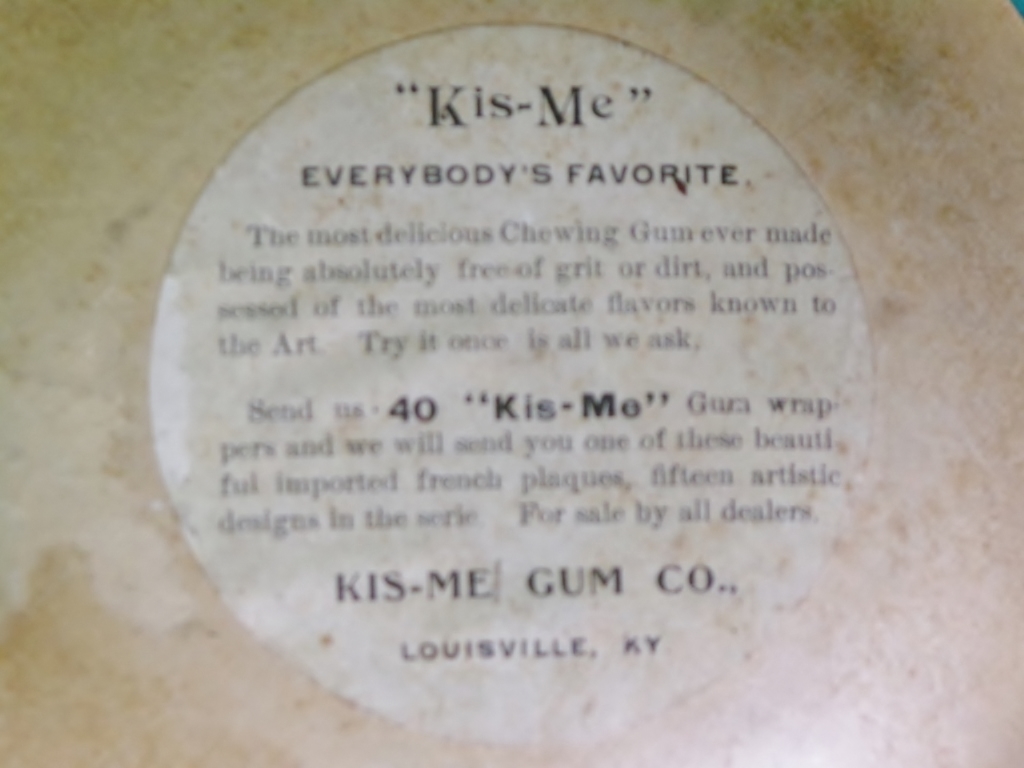 "Kis-Me"
EVERYBODY'S FAVORITE.
The most delicious Chewing Gum ever made
being absolutely free of grit or dirt, and pos-
sessed of the most delicate flavors known to
the Art. Try it once is all we ask.
Send us 40 "Kis-Me" Gum wrap-
pers and we will send you one of these beauti-
ful imported french plaques, fifteen artistic
designs in the serie. For sale by all dealers.
KIS-ME GUM CO.,
LOUISVILLE, KY